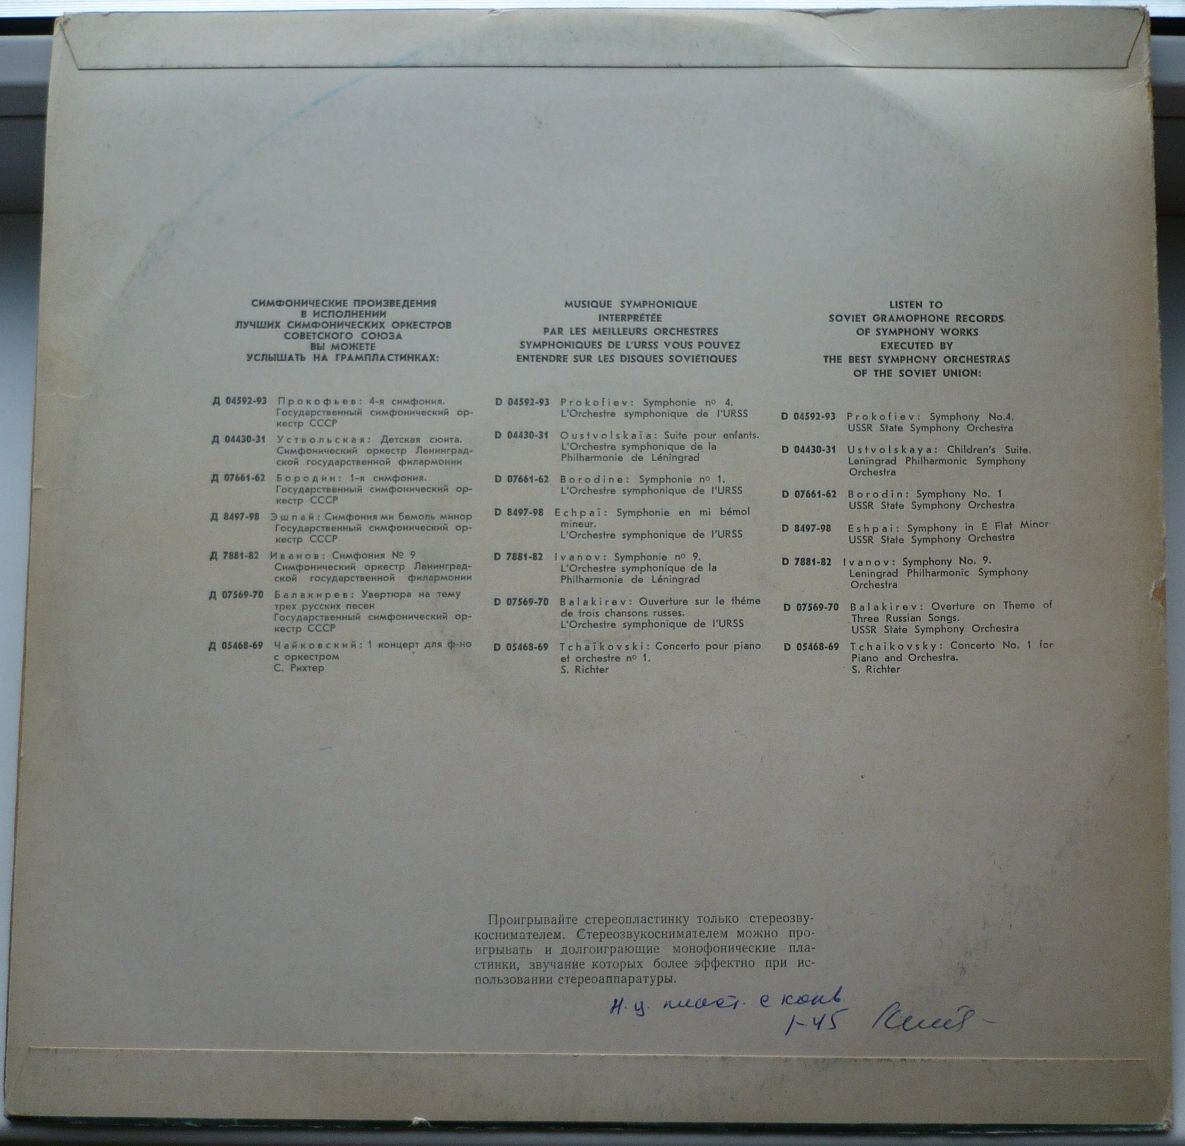 СИМФОНИЧЕСКИЕ ПРОИЗВЕДЕНИЯ
В ИСПОЛНЕНИИ
ЛУЧШИХ СИМФОНИЧЕСКИХ ОРКЕСТРОВ
СОВЕТСКОГО СОЮЗА
ВЫ МОЖЕТЕ
УСЛЫШАТЬ НА ГРАМПЛАСТИНКАХ:
Д 04592-93 Прокофьев: 4-я симфония.
Государственный симфонический ор-
кестр СССР
Д 04430-31 Уствольская: Детская сюита.
Симфонический оркестр Ленинград-
ской государственной филармонии
Д 07661-62 Бородин: 1-я симфония.
Государственный симфонический ор-
кестр СССР
Д 8497-98 Эшпай: Симфония ми бемоль минор
Государственный симфонический ор-
кестр СССР
Д 7881-82 Иванов: Симфония № 9
Симфонический оркестр Ленинград-
ской государственной филармонии
Д 07569-70 Балакирев: Увертюра на тему
трех русских песен
Государственный симфонический ор-
кестр СССР
Д 05468-69 Чайковский: 1 концерт для ф-но
с оркестром
С. Рихтер
MUSIQUE SYMPHONIQUE
INTERPRÉTÉE
PAR LES MEILLEURS ORCHESTRES
SYMPHONIQUES DE L'URSS VOUS POUVEZ
ENTENDRE SUR LES DISQUES SOVIÉTIQUES
D 04592-93 Prokofiev: Symphonie nº 4.
L'Orchestre symphonique de l'URSS
D 04430-31 Oustvolskaïa: Suite pour enfants.
L'Orchestre symphonique de la
Philharmonie de Léningrad
D 07661-62 Borodine: Symphonie nº 1.
L'Orchestre symphonique de l'URSS
D 8497-98 Echpaï: Symphonie en mi bémol
mineur.
L'Orchestre symphonique de l'URSS
D 7881-82 Ivanov: Symphonie nº 9.
L'Orchestre symphonique de la
Philharmonie de Léningrad
D 07569-70 Balakirev: Ouverture sur le thème
de trois chansons russes.
L'Orchestre symphonique de l'URSS
D 05468-69 Tchaïkovski: Concerto pour piano
et orchestre nº 1.
S. Richter
LISTEN TO
SOVIET GRAMOPHONE RECORDS
OF SYMPHONY WORKS
EXECUTED BY
THE BEST SYMPHONY ORCHESTRAS
OF THE SOVIET UNION:
D 04592-93 Prokofiev: Symphony No.4.
USSR State Symphony Orchestra
D 04430-31 Ustvolskaya: Children's Suite.
Leningrad Philharmonic Symphony
Orchestra
D 07661-62 Borodin: Symphony No. 1
USSR State Symphony Orchestra
D 8497-98 Eshpai: Symphony in E Flat Minor
USSR State Symphony Orchestra
D 7881-82 Ivanov: Symphony No. 9.
Leningrad Philharmonic Symphony
Orchestra
D 07569-70 Balakirev: Overture on Theme of
Three Russian Songs.
USSR State Symphony Orchestra
D 05468-69 Tchaikovsky: Concerto No. 1 for
Piano and Orchestra.
S. Richter
Проигрывайте стереопластинку только стереозву-
коснимателем. Стереозвукоснимателем можно про-
игрывать и долгоиграющие монофонические пла-
стинки, звучание которых более эффектно при ис-
пользовании стереоаппаратуры.
н. ц. пласт. с конв.
1-45